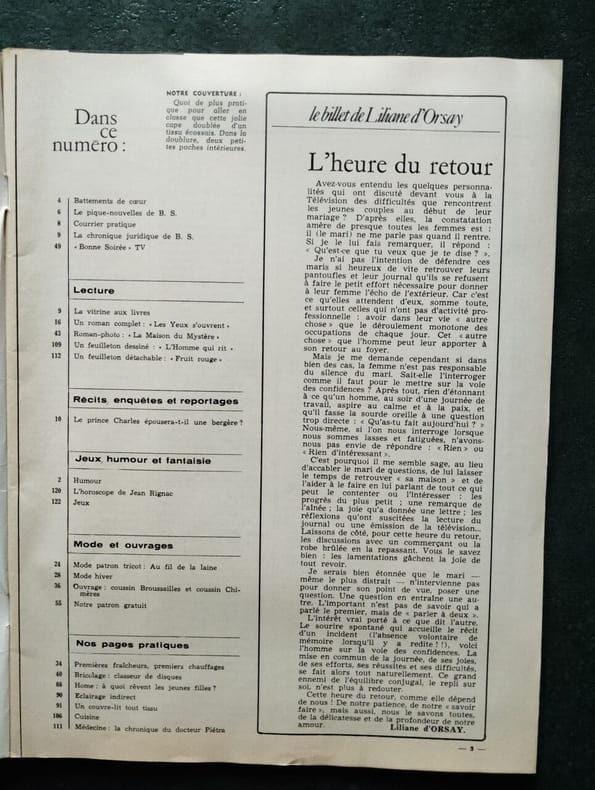 Dans
ce
numéro :
NOTRE COUVERTURE :
Quoi de plus prati-
que pour aller en
classe que cette jolie
cape doublée d'un
tissu écossais. Dans la
doublure, deux peti-
tes poches intérieures.
4 Battements de cœur
6 Le pique-nouvelles de B. S.
8 Courrier pratique
9 La chronique juridique de B. S.
49 « Bonne Soirée » TV
Lecture
9 La vitrine aux livres
16 Un roman complet : « Les Yeux s'ouvrent »
43 Roman-photo : « La Maison du Mystère »
109 Un feuilleton dessiné : « L'Homme qui rit »
112 Un feuilleton détachable : « Fruit rouge »
Récits, enquêtes et reportages
10 Le prince Charles épousera-t-il une bergère ?
Jeux, humour et fantaisie
2 Humour
120 L'horoscope de Jean Rignac
122 Jeux
Mode et ouvrages
24 Mode patron tricot : Au fil de la laine
28 Mode hiver
36 Ouvrage : coussin Broussailles et coussin Chi-
mères
55 Notre patron gratuit
Nos pages pratiques
34 Premières fraîcheurs, premiers chauffages
40 Bricolage : classeur de disques
88 Home : à quoi rêvent les jeunes filles ?
90 Eclairage indirect
91 Un couvre-lit tout tissu
106 Cuisine
111 Médecine : la chronique du docteur Piétra
le billet de Liliane d'Orsay
L'heure du retour
Avez-vous entendu les quelques personna-
lités qui ont discuté devant vous à la
Télévision des difficultés que rencontrent
les jeunes couples au début de leur
mariage ? D'après elles, la constatation
amère de presque toutes les femmes est :
il (le mari) ne me parle pas quand il rentre.
Si je le lui fais remarquer, il répond :
« Qu'est-ce que tu veux que je te dise ? ».
Je n'ai pas l'intention de défendre ces
maris si heureux de vite retrouver leurs
pantoufles et leur journal qu'ils se refusent
à faire le petit effort nécessaire pour donner
à leur femme l'écho de l'extérieur. Car c'est
ce qu'elles attendent d'eux, somme toute,
et surtout celles qui n'ont pas d'activité pro-
fessionnelle : avoir dans leur vie « autre
chose » que le déroulement monotone des
occupations de chaque jour. Cet « autre
chose » que l'homme peut leur apporter à
son retour au foyer.
Mais je me demande cependant si dans
bien des cas, la femme n'est pas responsable
du silence du mari. Sait-elle l'interroger
comme il faut pour le mettre sur la voie
des confidences ? Après tout, rien d'étonnant
à ce qu'un homme, au soir d'une journée de
travail, aspire au calme et à la paix, et
qu'il fasse la sourde oreille à une question
trop directe : « Qu'as-tu fait aujourd'hui ? »
Nous-même, si l'on nous interroge lorsque
nous sommes lasses et fatiguées, n'avons-
nous pas envie de répondre : « Rien » ou
« Rien d'intéressant ».
C'est pourquoi il me semble sage, au lieu
d'accabler le mari de questions, de lui laisser
le temps de retrouver « sa maison » et de
l'aider à le faire en lui parlant de tout ce qui
peut le contenter ou l'intéresser : les
progrès du plus petit ; une remarque de
l'aînée ; la joie qu'a donnée une lettre ; les
réflexions qu'ont suscitées la lecture du
journal ou une émission de la télévision...
Laissons de côté, pour cette heure du retour,
les discussions avec un commerçant ou la
robe brûlée en la repassant. Vous le savez
bien : les lamentations gâchent la joie de
tout revoir.
Je serais bien étonnée que le mari —
même le plus distrait — n'intervienne pas
pour donner son point de vue, poser une
question. Une question en entraîne une au-
tre. L'important n'est pas de savoir qui a
parlé le premier, mais de « parler à deux ».
L'intérêt vrai porté à ce que dit l'autre.
Le sourire spontané qui accueille le récit
d'un incident (l'absence volontaire de
mémoire lorsqu'il y a redite ! !), voici
l'homme sur la voie des confidences. La
mise en commun de la journée, de ses joies,
de ses efforts, ses réussites et ses difficultés,
se fait alors tout naturellement. Ce grand
ennemi de l'équilibre conjugal, le repli sur
soi, n'est plus à redouter.
Cette heure du retour, comme elle dépend
de nous ! De notre patience, de notre « savoir
faire », mais aussi, nous le savons toutes,
de la délicatesse et de la profondeur de notre
amour.
Liliane d'ORSAY.
— 3 —